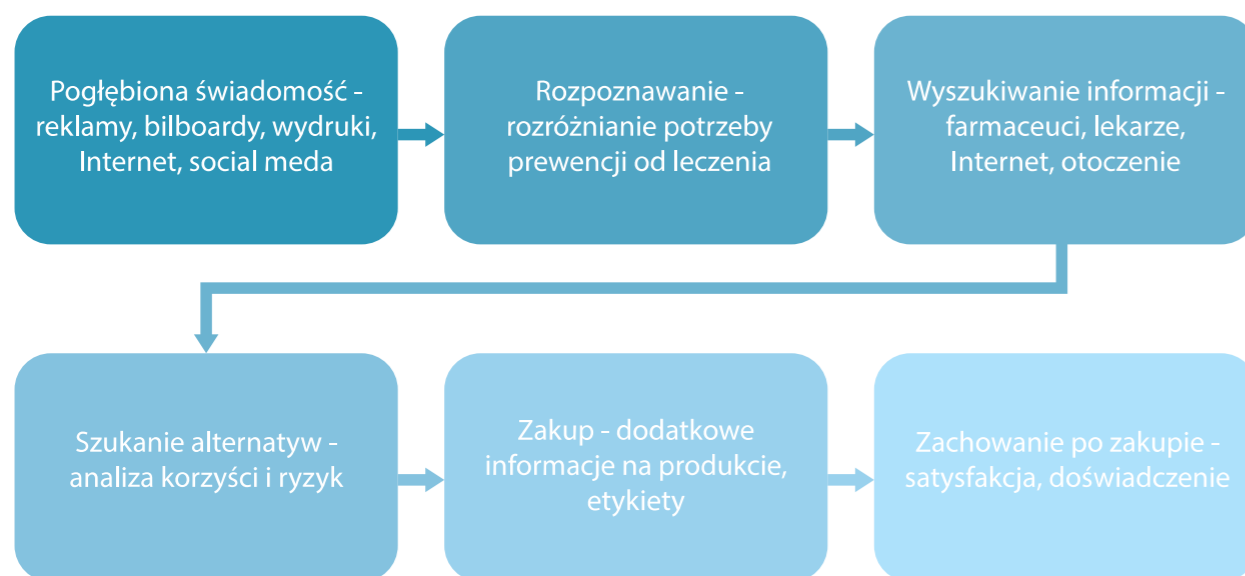 Pogłębiona świadomość -
reklamy, bilboardy, wydruki,
Internet, social meda
Rozpoznawanie -
rozróżnianie potrzeby
prewencji od leczenia
Wyszukiwanie informacji -
farmaceuci, lekarze,
Internet, otoczenie
Szukanie alternatyw -
analiza korzyści i ryzyk
Zakup - dodatkowe
informacje na produkcie,
etykiety
Zachowanie po zakupie -
satysfakcja, doświadczenie